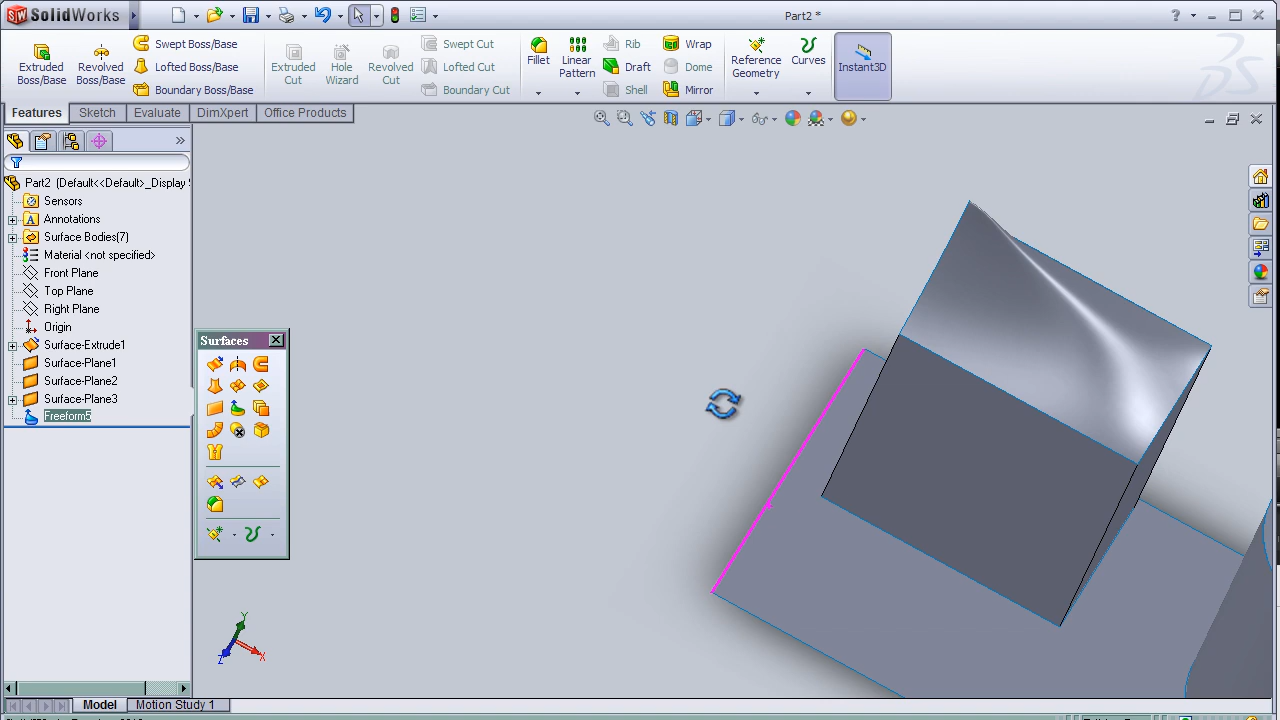 SolidWorks
Part2 *
Extruded Boss/Base
Revolved Boss/Base
Swept Boss/Base
Lofted Boss/Base
Boundary Boss/Base
Extruded Cut
Hole Wizard
Revolved Cut
Swept Cut
Lofted Cut
Boundary Cut
Fillet
Linear Pattern
Rib
Draft
Shell
Wrap
Dome
Mirror
Reference Geometry
Curves
Instant3D
Features
Sketch
Evaluate
DimXpert
Office Products
Part2 (Default<<Default>_Display
Sensors
Annotations
Surface Bodies(7)
Material <not specified>
Front Plane
Top Plane
Right Plane
Origin
Surface-Extrude1
Surface-Plane1
Surface-Plane2
Surface-Plane3
Freeform5
Surfaces
Y
X
Z
Model
Motion Study 1